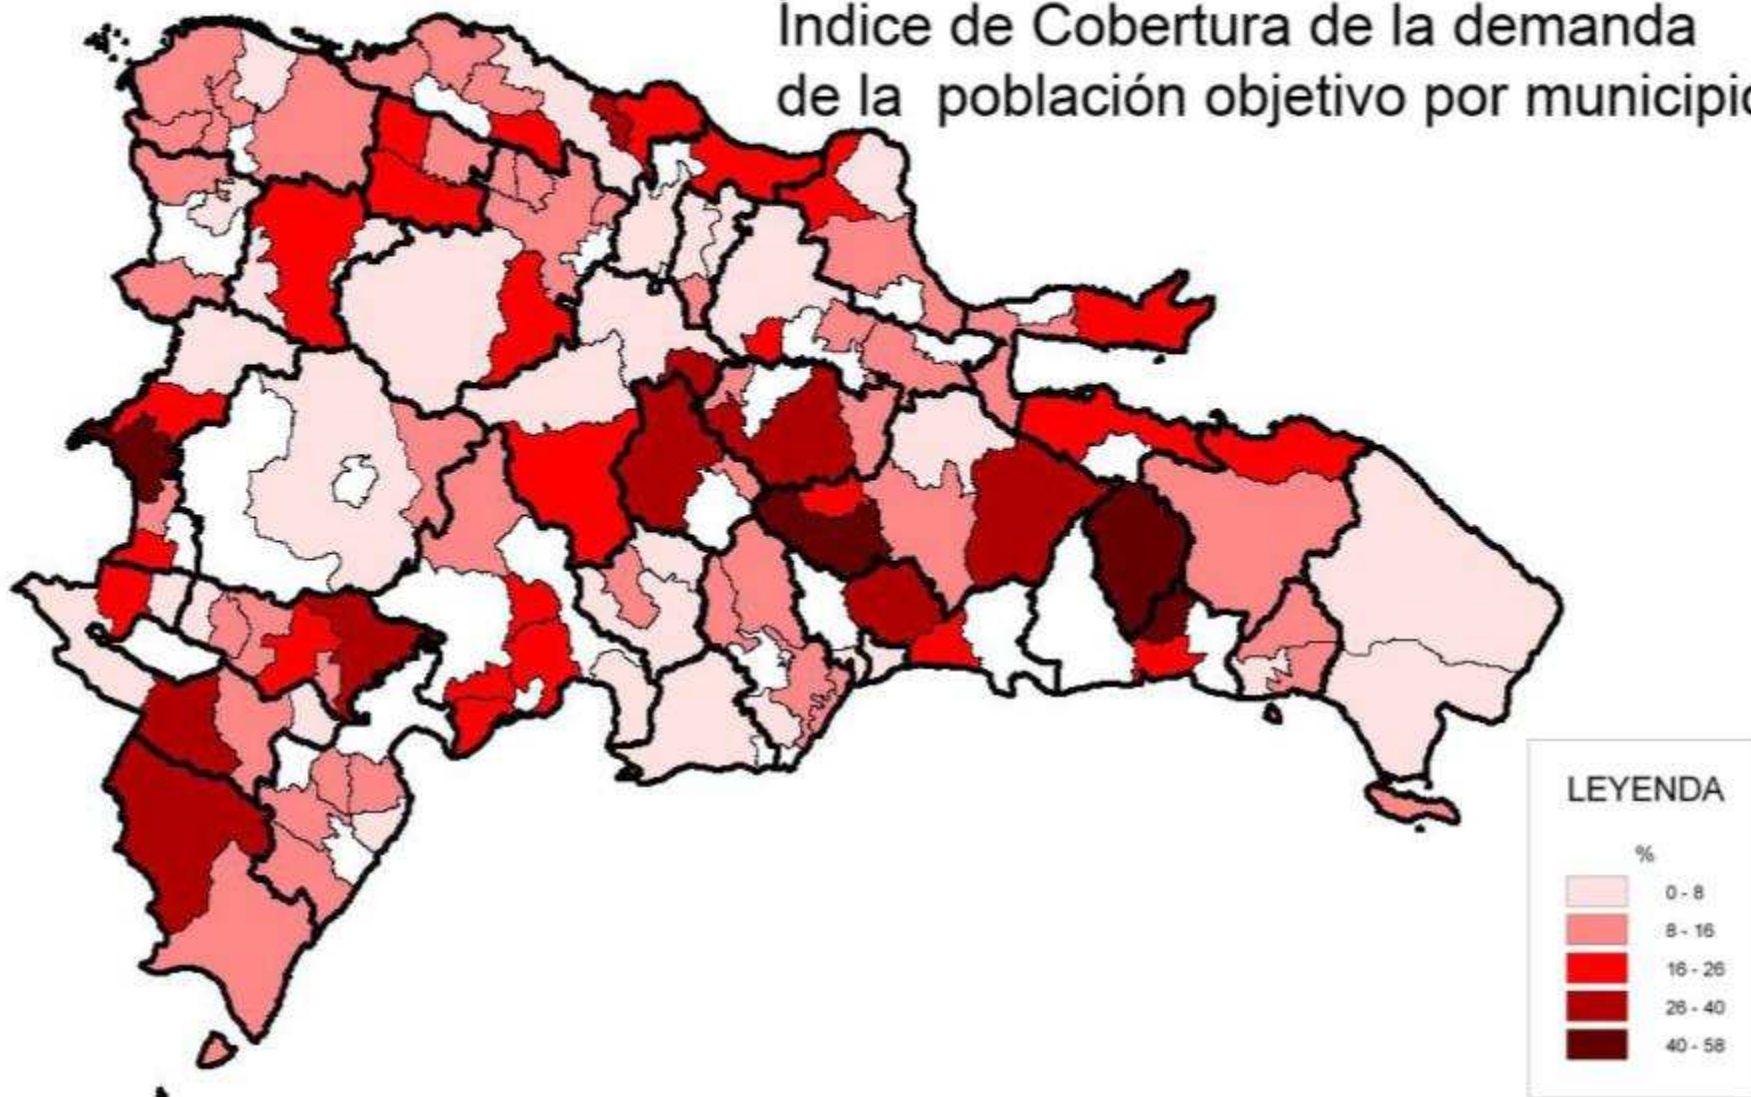 Indice de Cobertura de la demanda
de la población objetivo por municipio
LEYENDA
%
0 - 8
8 - 16
16 - 26
26 - 40
40 - 58